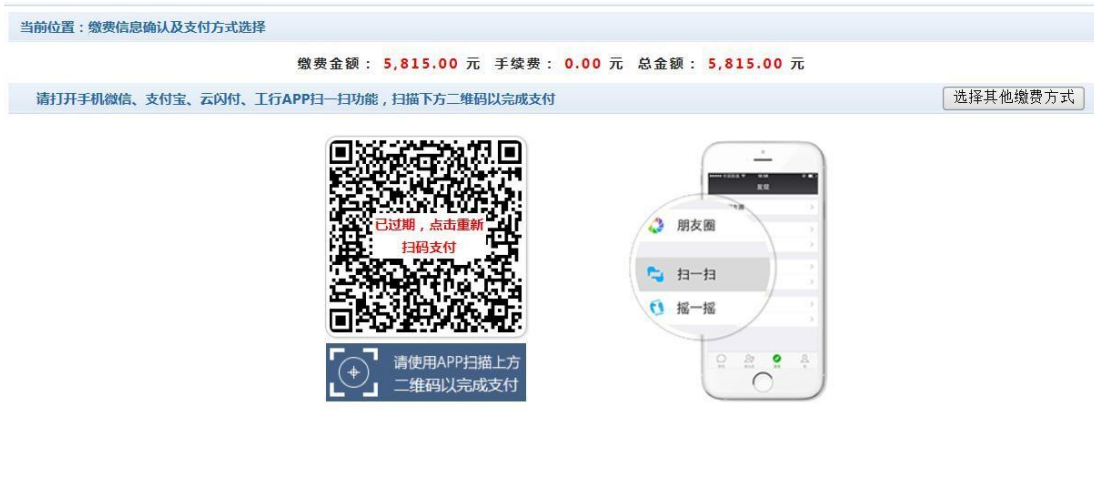 当前位置：缴费信息确认及支付方式选择
缴费金额： 5,815.00 元 手续费： 0.00 元 总金额： 5,815.00 元
请打开手机微信、支付宝、云闪付、工行APP扫一扫功能，扫描下方二维码以完成支付
选择其他缴费方式
已过期，点击重新
扫码支付
请使用APP扫描上方
二维码以完成支付
发现
朋友圈
扫一扫
摇一摇